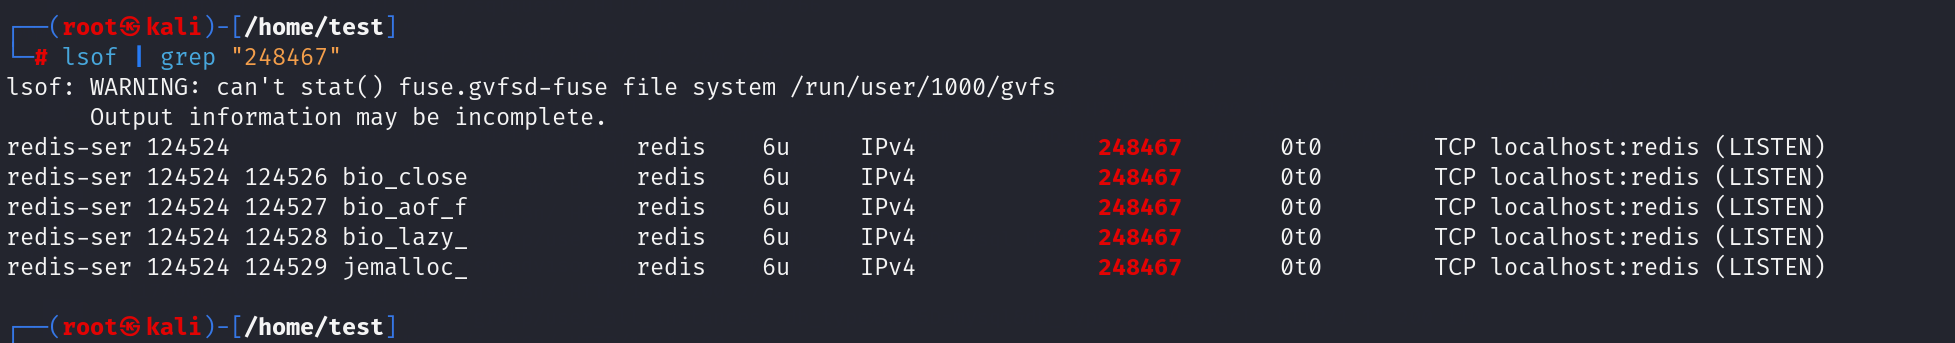 ┌──(root㉿kali)-[/home/test]
└─# lsof | grep "248467"
lsof: WARNING: can't stat() fuse.gvfsd-fuse file system /run/user/1000/gvfs
      Output information may be incomplete.
redis-ser 124524                             redis    6u     IPv4             248467       0t0        TCP localhost:redis (LISTEN)
redis-ser 124524 124526 bio_close            redis    6u     IPv4             248467       0t0        TCP localhost:redis (LISTEN)
redis-ser 124524 124527 bio_aof_f            redis    6u     IPv4             248467       0t0        TCP localhost:redis (LISTEN)
redis-ser 124524 124528 bio_lazy_            redis    6u     IPv4             248467       0t0        TCP localhost:redis (LISTEN)
redis-ser 124524 124529 jemalloc_            redis    6u     IPv4             248467       0t0        TCP localhost:redis (LISTEN)
┌──(root㉿kali)-[/home/test]